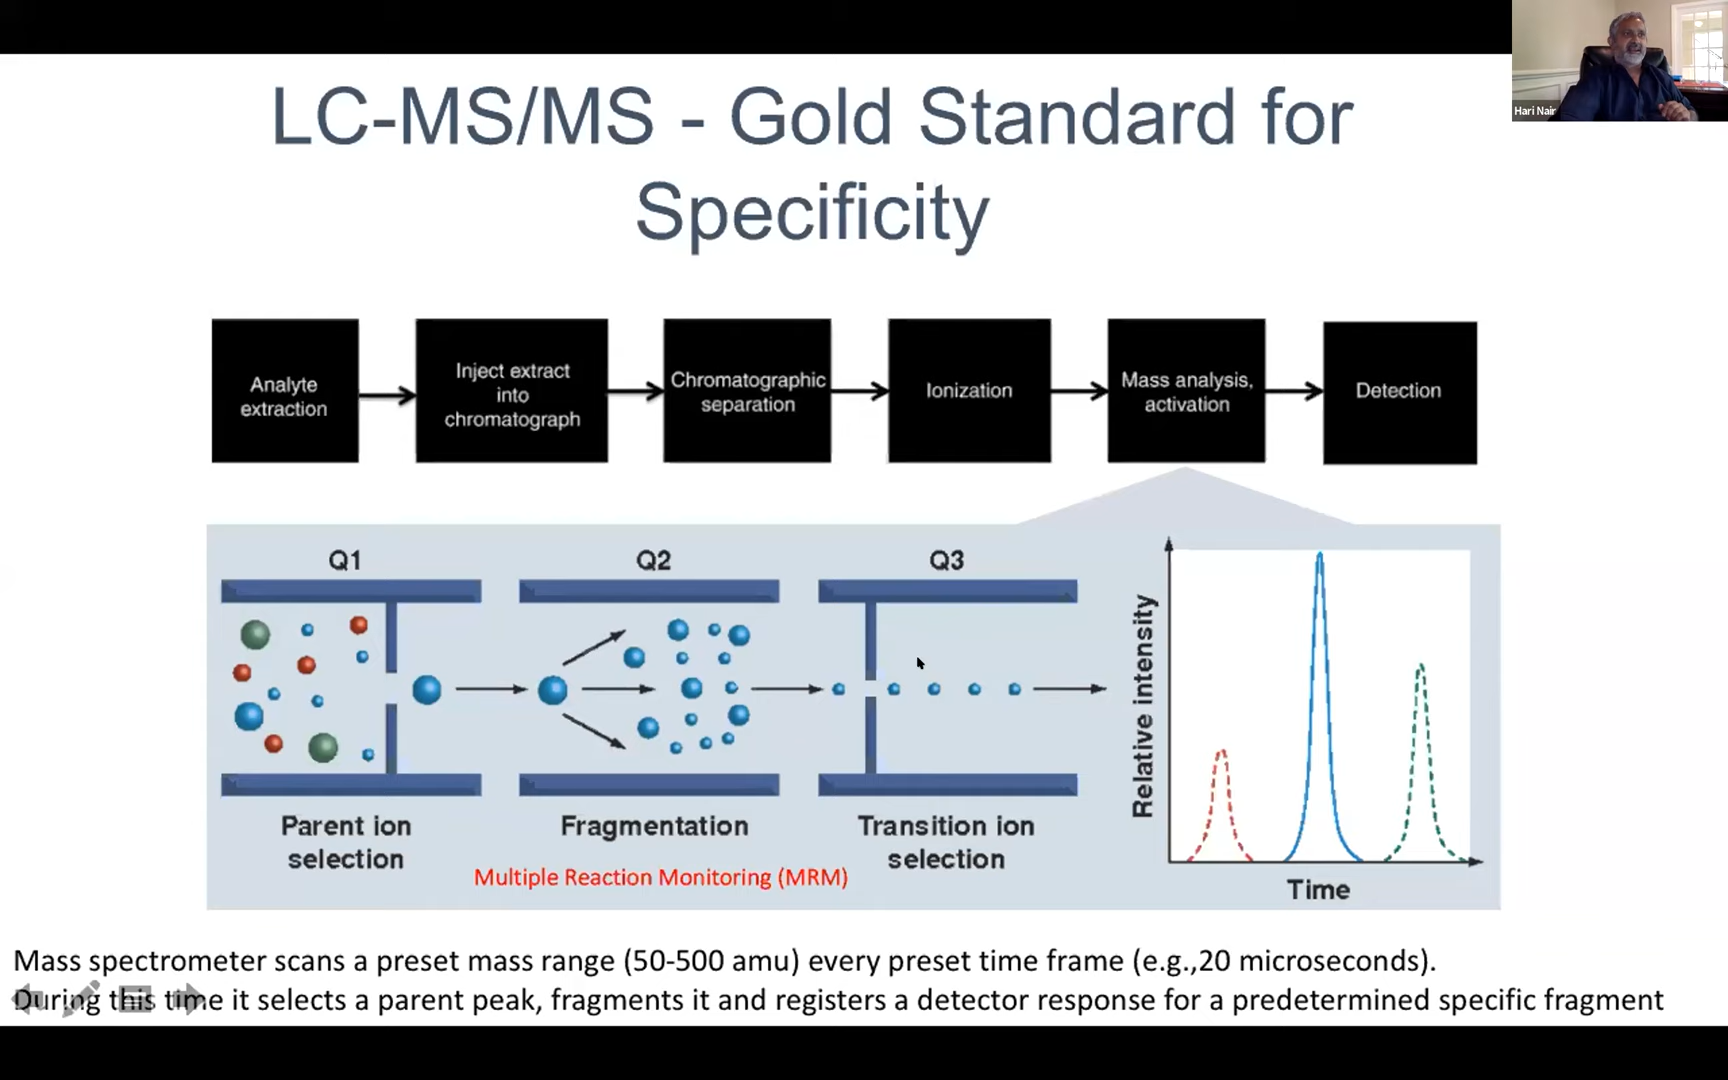 LC-MS/MS - Gold Standard for
Specificity
Hari Nair
Analyte
extraction
Inject extract
into
chromatograph
Chromatographic
separation
Ionization
Mass analysis,
activation
Detection
Q1
Q2
Q3
Parent ion
selection
Fragmentation
Transition ion
selection
Multiple Reaction Monitoring (MRM)
Relative intensity
Time
Mass spectrometer scans a preset mass range (50-500 amu) every preset time frame (e.g.,20 microseconds).
During this time it selects a parent peak, fragments it and registers a detector response for a predetermined specific fragment